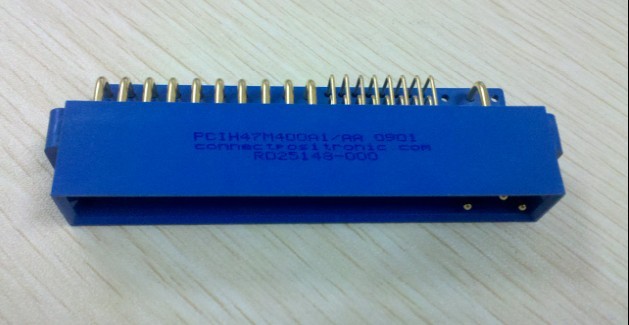 PCIH47M400A1/AA 0901
connectpositronic com
RD25148-000